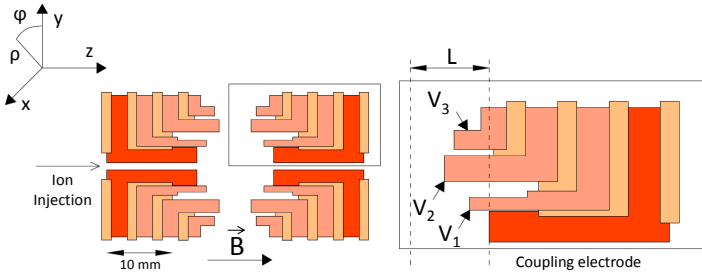 φ
y
z
ρ
x
Ion
Injection
10 mm
B
L
V3
V2
V1
Coupling electrode